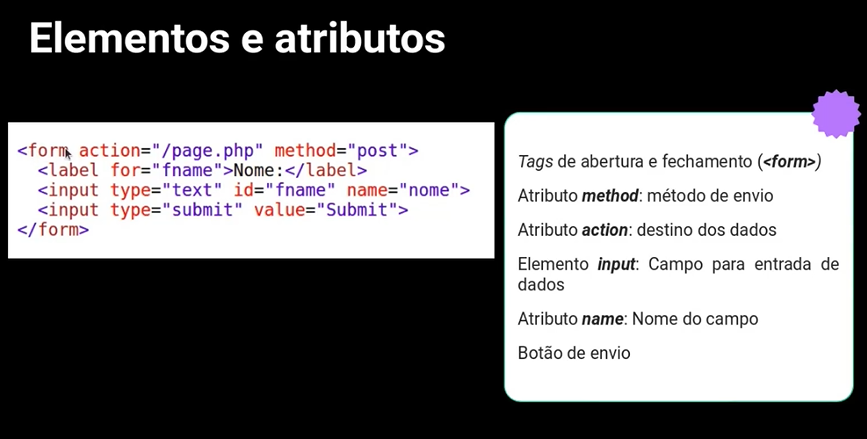 Elementos e atributos
<form action="/page.php" method="post">
<label for="fname">Nome:</label>
<input type="text" id="fname" name="nome">
<input type="submit" value="Submit">
</form>
Tags de abertura e fechamento (<form>)
Atributo method: método de envio
Atributo action: destino dos dados
Elemento input: Campo para entrada de
dados
Atributo name: Nome do campo
Botão de envio